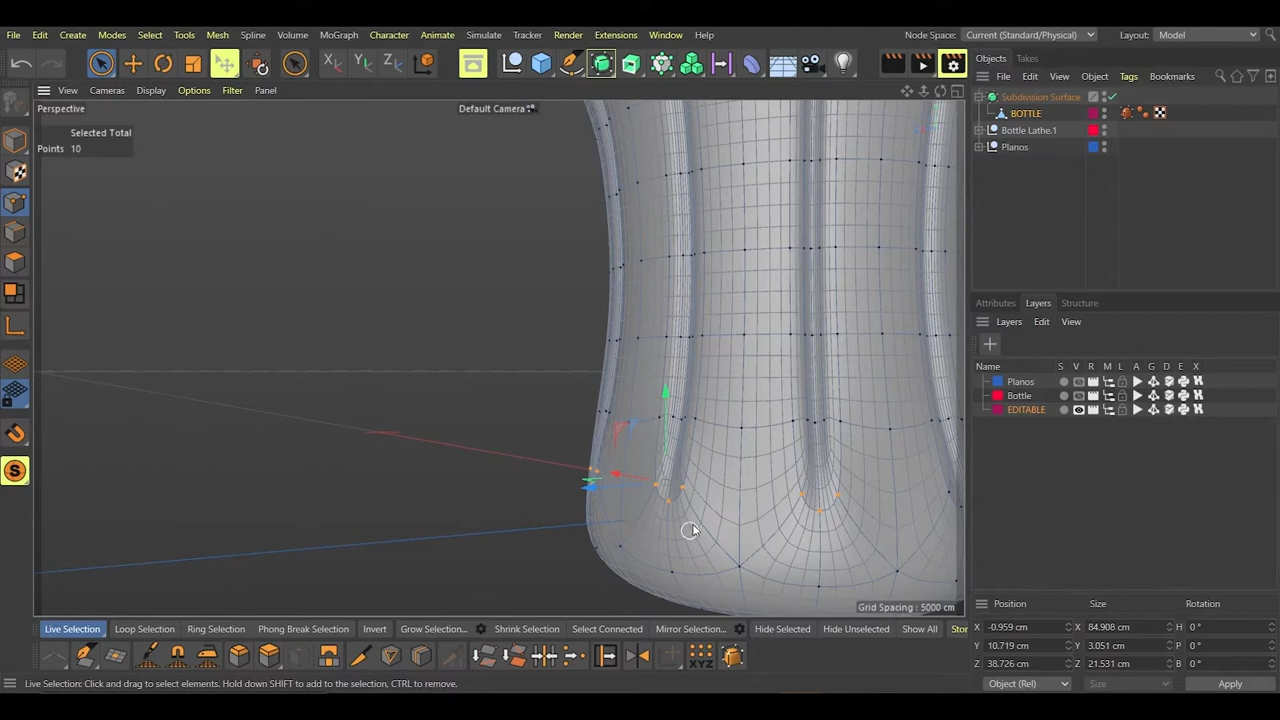 File Edit Create Modes Select Tools Mesh Spline Volume MoGraph Character Animate Simulate Tracker Render Extensions Window Help Node Space: Current (Standard/Physical) Layout: Model
X Y Z
Objects Takes
File Edit View Object Tags Bookmarks
View Cameras Display Options Filter Panel
Subdivision Surface
Perspective Default Camera
BOTTLE
Selected Total
Bottle Lathe.1
Points 10
Planos
Attributes Layers Structure
Layers Edit View
Name S V R M L A G D E X
Planos
Bottle
EDITABLE
S
Grid Spacing : 5000 cm
Position Size Rotation
Live Selection Loop Selection Ring Selection Phong Break Selection Invert Grow Selection... Shrink Selection Select Connected Mirror Selection... Hide Selected Hide Unselected Show All Stor
X -0.959 cm X 84.908 cm H 0 °
Y 10.719 cm Y 3.051 cm P 0 °
XYZ
Z 38.726 cm Z 21.531 cm B 0 °
Live Selection: Click and drag to select elements. Hold down SHIFT to add to the selection, CTRL to remove.
Object (Rel) Size Apply